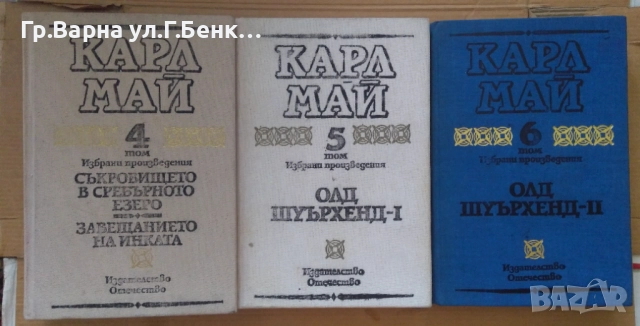 Гр.Варна ул.Г.Бенк...
КАРЛ
МАЙ
4
том
Избрани произведения
СЪКРОВИЩЕТО
В СРЕБЪРНОТО
ЕЗЕРО
ЗАВЕЩАНИЕТО
НА ИНКАТА
Издателство
Отечество
КАРЛ
МАЙ
5
том
Избрани произведения
ОЛД
ШУЪРХЕНД-I
Издателство
Отечество
КАРЛ
МАЙ
6
том
Избрани произведения
ОЛД
ШУЪРХЕНД-II
Издателство
Отечество
bazar